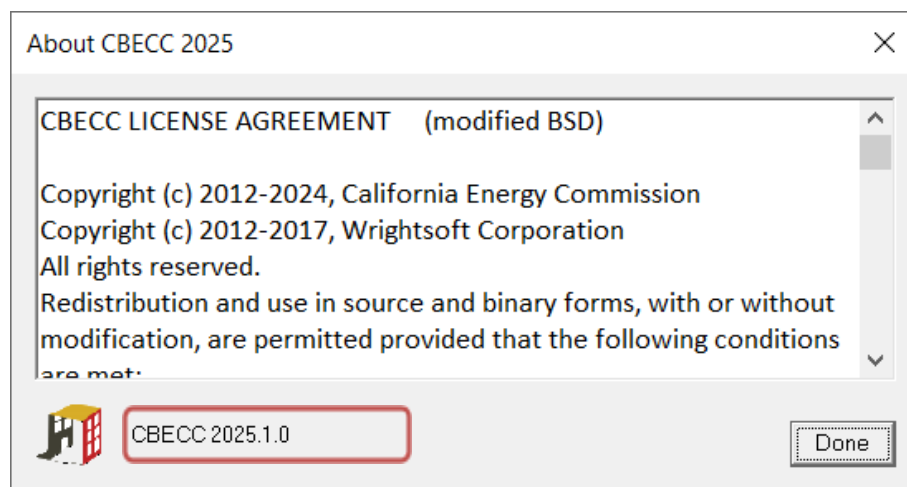 About CBECC 2025
CBECC LICENSE AGREEMENT (modified BSD)
Copyright (c) 2012-2024, California Energy Commission
Copyright (c) 2012-2017, Wrightsoft Corporation
All rights reserved.
Redistribution and use in source and binary forms, with or without
modification, are permitted provided that the following conditions
are met:
CBECC 2025.1.0
Done